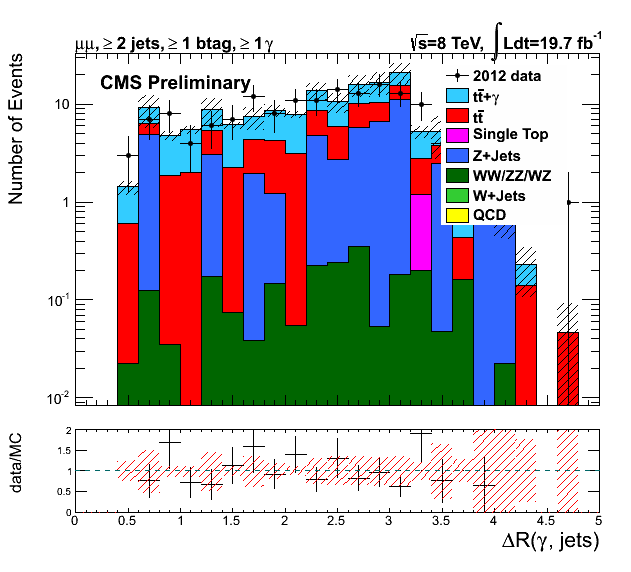 μμ, ≥ 2 jets, ≥ 1 btag, ≥ 1 γ
√s=8 TeV, ∫ Ldt=19.7 fb⁻¹
CMS Preliminary
2012 data
tt̄+γ
tt̄
Single Top
Z+Jets
WW/ZZ/WZ
W+Jets
QCD
Number of Events
10
1
10⁻¹
10⁻²
data/MC
2
1.5
1
0.5
0
0 0.5 1 1.5 2 2.5 3 3.5 4 4.5 5
ΔR(γ, jets)